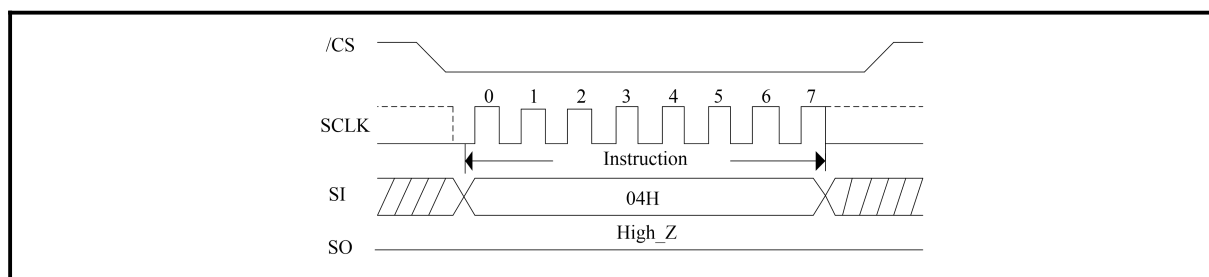 /CS
0 1 2 3 4 5 6 7
SCLK
Instruction
SI
04H
High_Z
SO